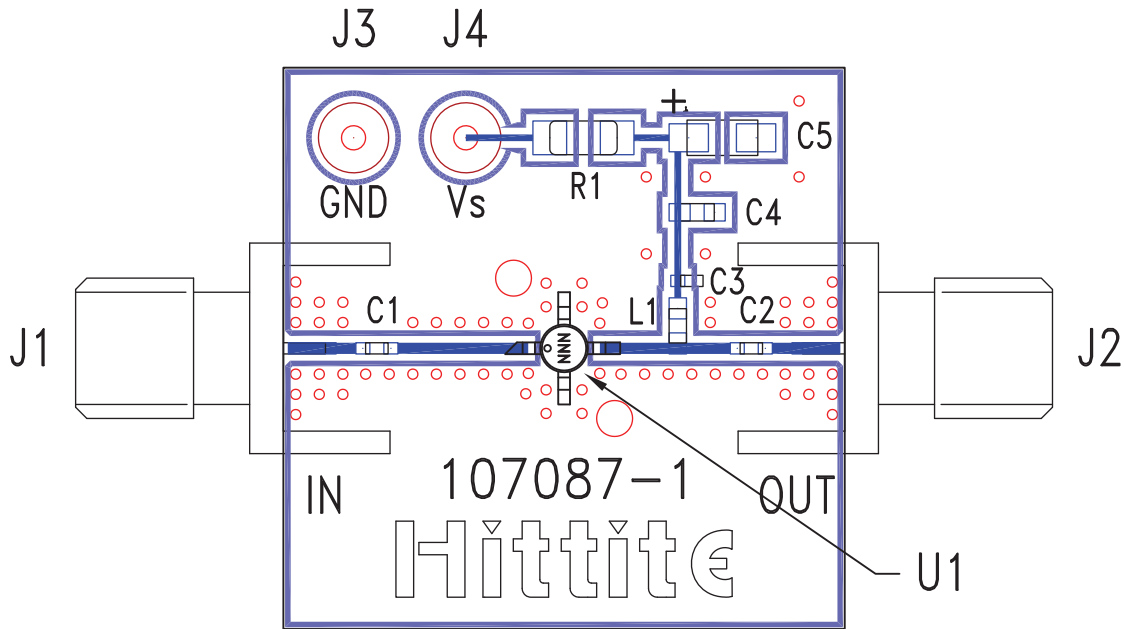 J3 J4
+
C5
R1
GND Vs
C4
C3
C1 L1 C2
J1 NNN J2
107087-1
IN OUT
Hittite
U1